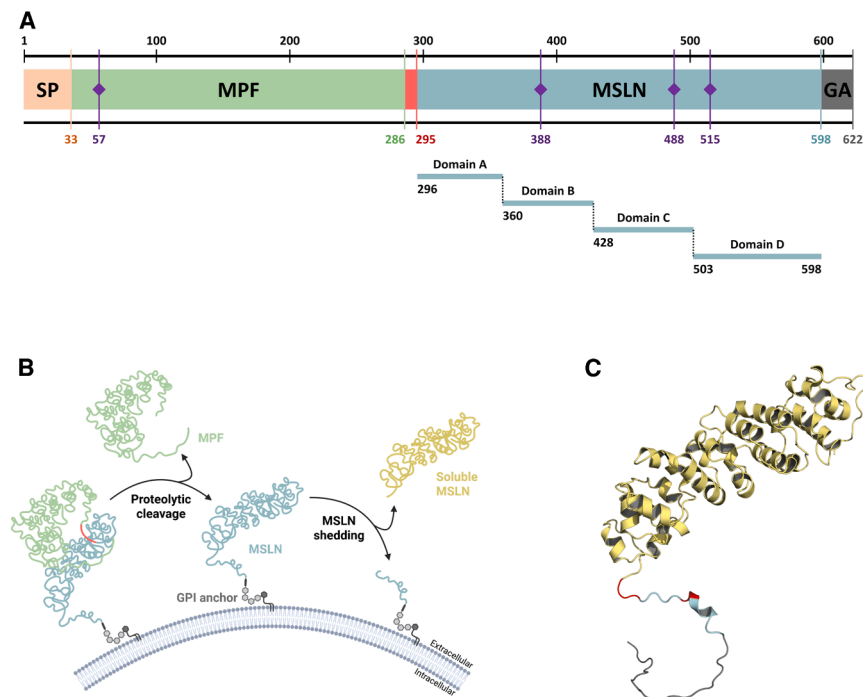 A
1 100 200 300 400 500 600
SP MPF MSLN GA
33 57 286 295 388 488 515 598 622
Domain A
296
Domain B
360
Domain C
428
Domain D
503 598
B
C
MPF
Proteolytic
cleavage
MSLN
MSLN
shedding
Soluble
MSLN
GPI anchor
Extracellular
Intracellular